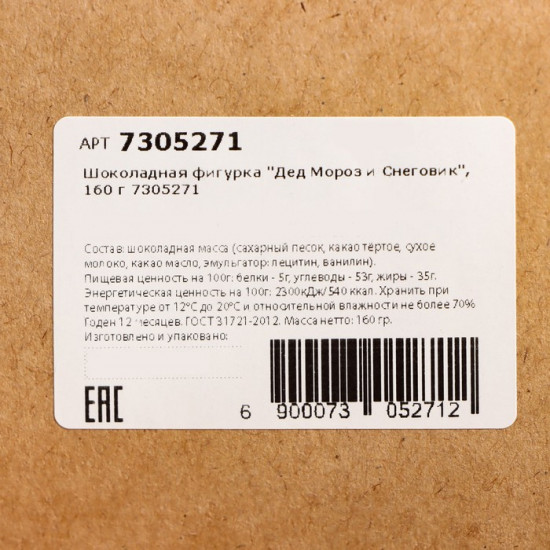 АРТ 7305271
Шоколадная фигурка "Дед Мороз и Снеговик",
160 г 7305271
Состав: шоколадная масса (сахарный песок, какао тёртое, сухое
молоко, какао масло, эмульгатор: лецитин, ванилин).
Пищевая ценность на 100г: белки - 5г, углеводы - 53г, жиры - 35г.
Энергетическая ценность на 100г: 2300кДж/540 ккал. Хранить при
температуре от 12°С до 20°С и относительной влажности не более 70%
Годен 12 месяцев. ГОСТ 31721-2012. Масса нетто: 160 гр.
Изготовлено и упаковано:
EAC
6 900073 052712